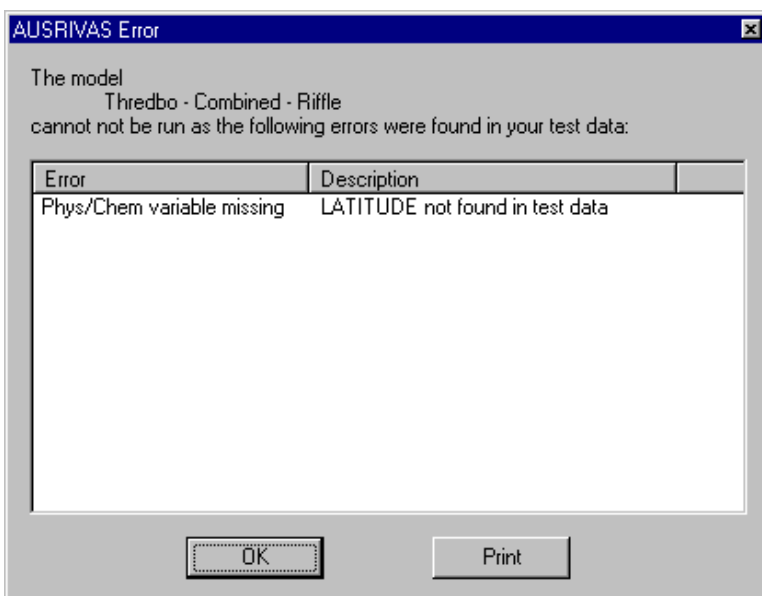 AUSRIVAS Error
The model
Thredbo - Combined - Riffle
cannot not be run as the following errors were found in your test data:
Error Description
Phys/Chem variable missing LATITUDE not found in test data
OK Print